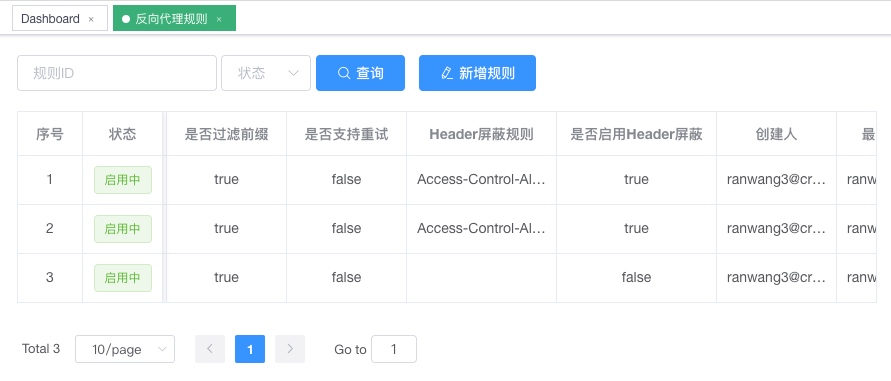 Dashboard × 反向代理规则 ×
规则ID 状态 查询 新增规则
序号 状态 是否过滤前缀 是否支持重试 Header屏蔽规则 是否启用Header屏蔽 创建人 最
1 启用中 true false Access-Control-Al... true ranwang3@cr... ranw
2 启用中 true false Access-Control-Al... true ranwang3@cr... ranw
3 启用中 true false false ranwang3@cr... ranw
Total 3 10/page 1 Go to 1